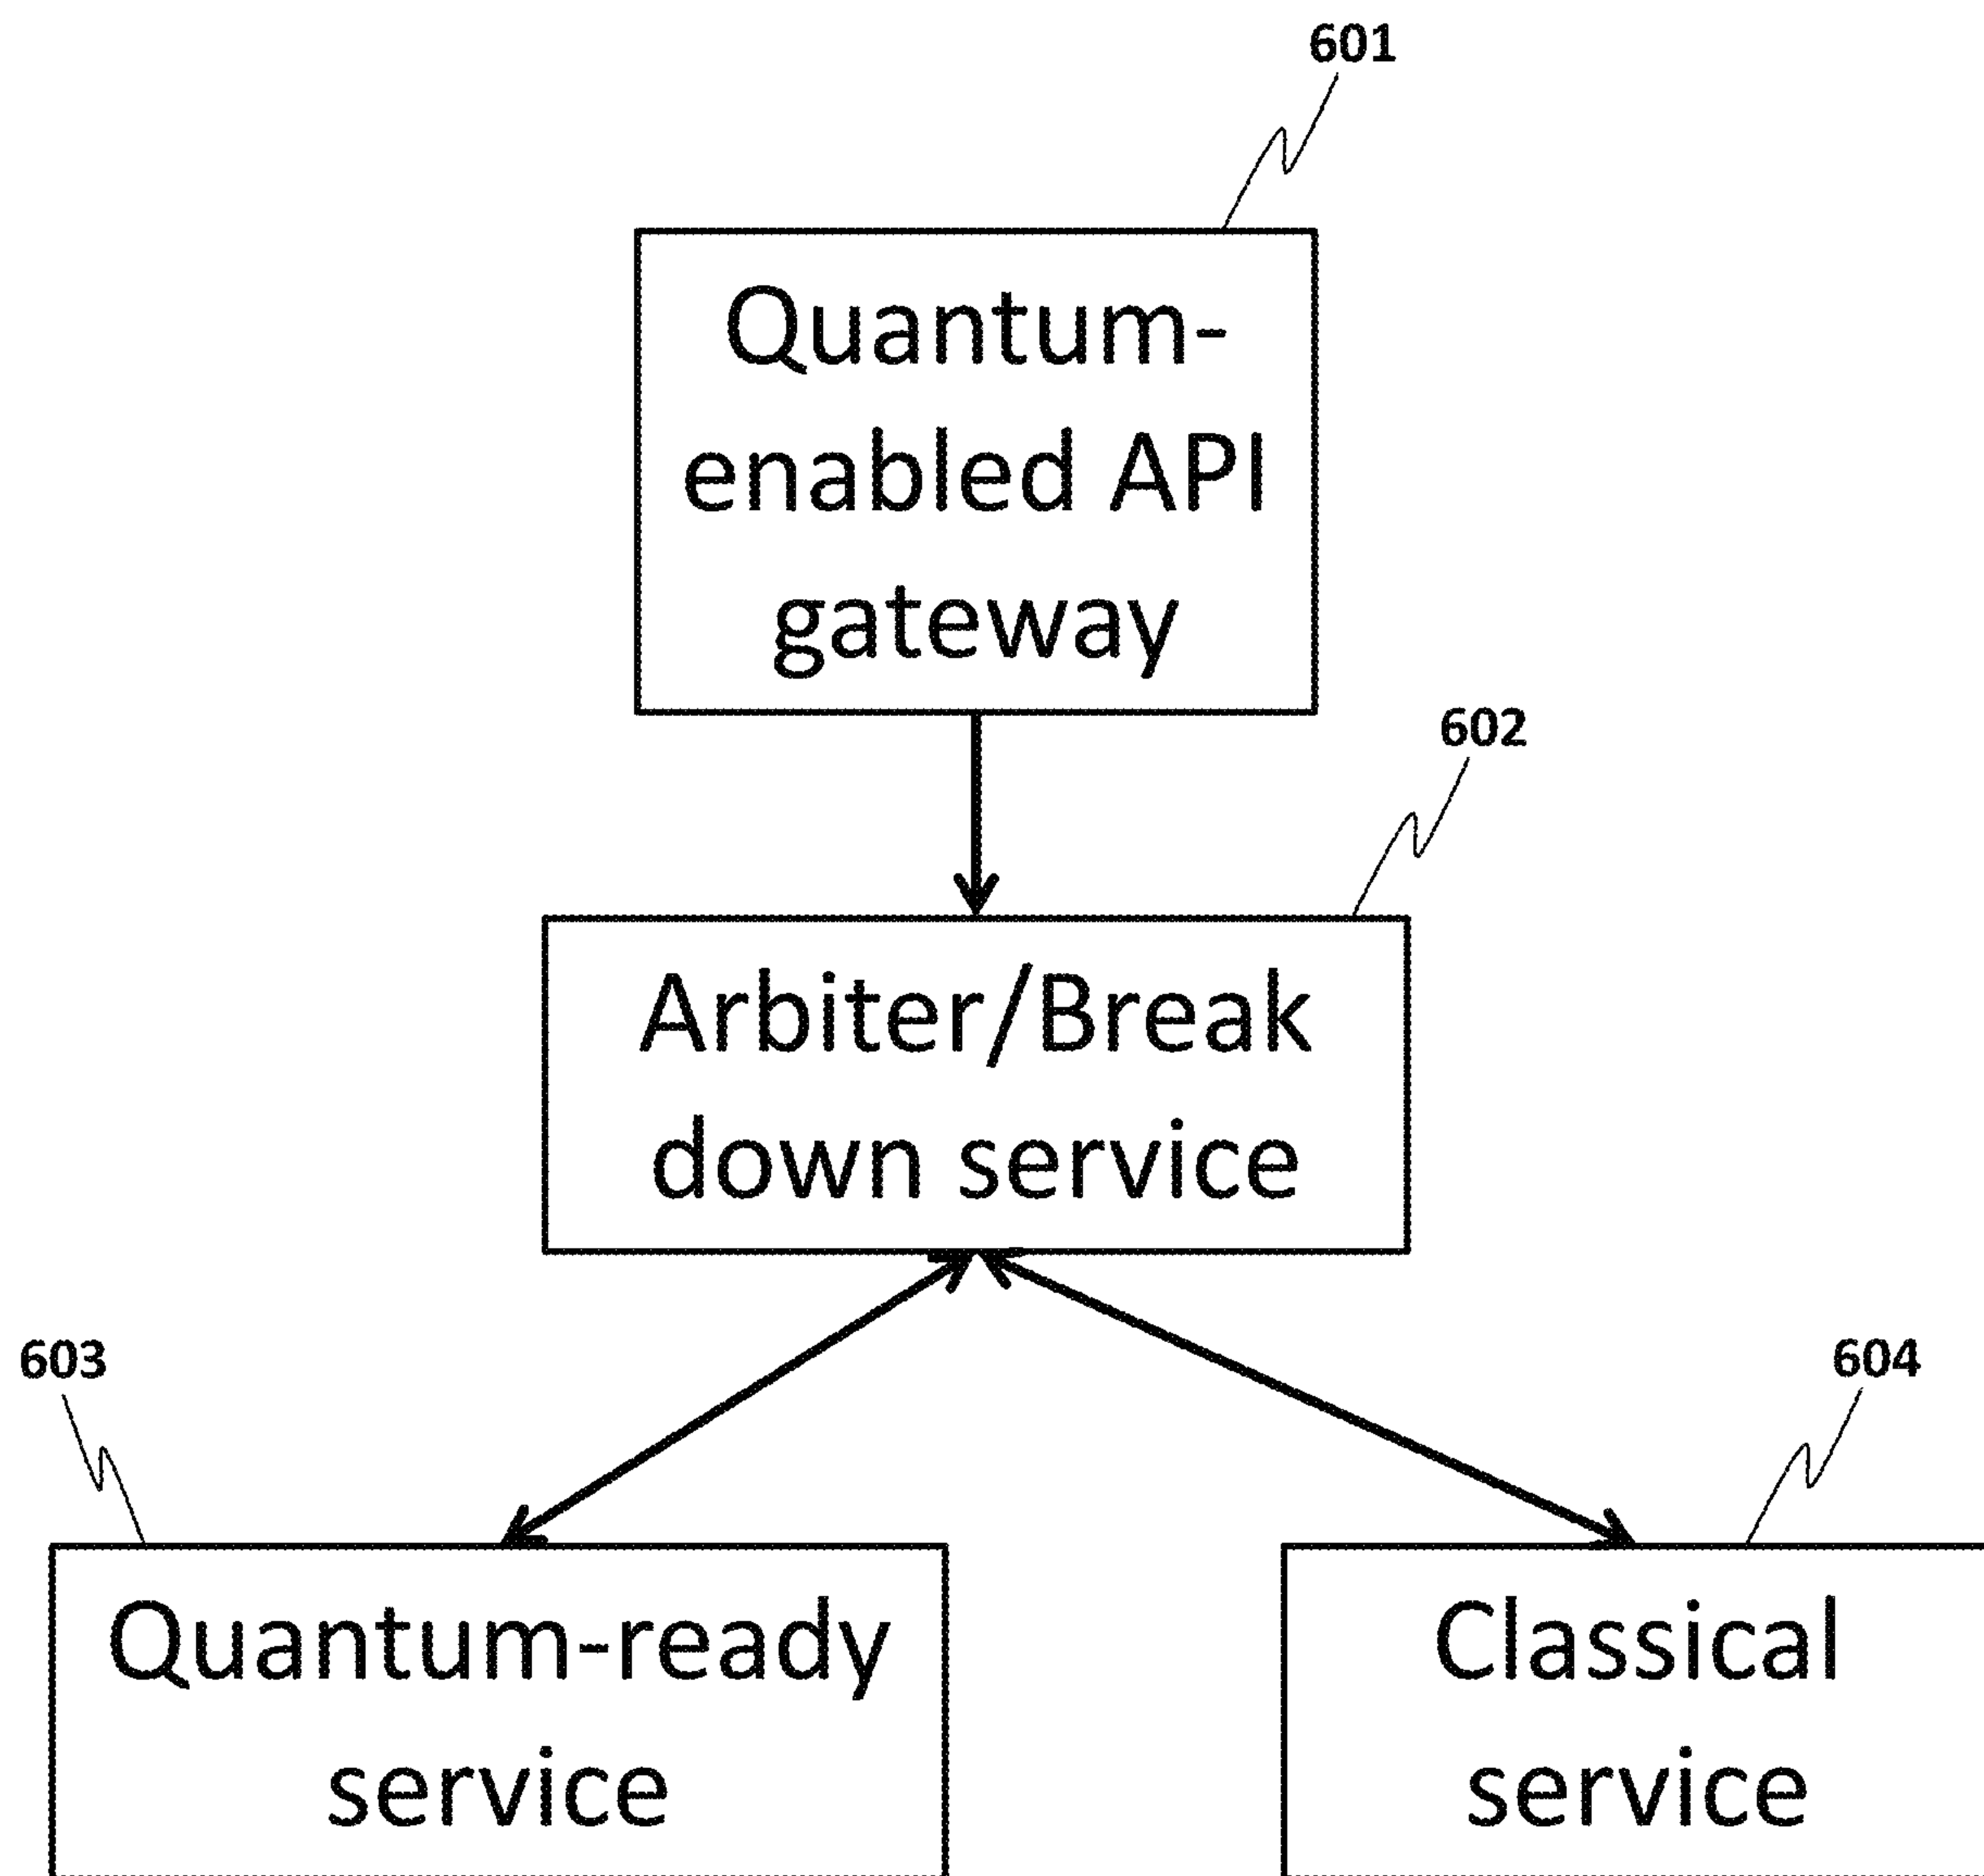 601
Quantum-
enabled API
gateway
602
Arbiter/Break
down service
603
604
Quantum-ready
service
Classical
service